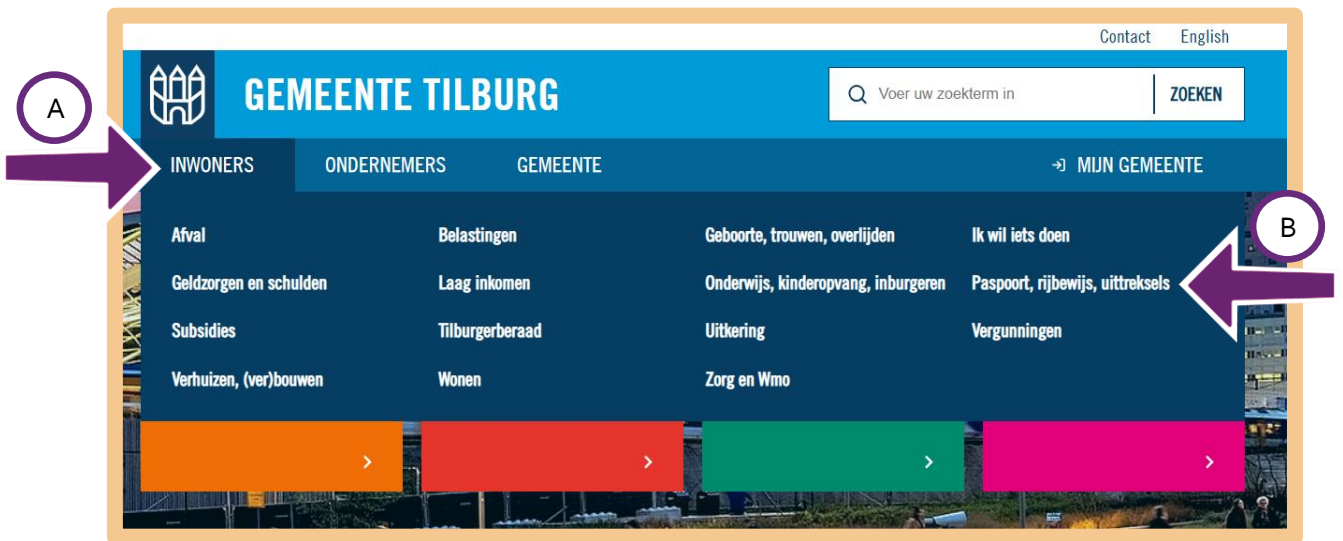 Contact English
GEMEENTE TILBURG
Voer uw zoekterm in ZOEKEN
A
INWONERS ONDERNEMERS GEMEENTE MIJN GEMEENTE
Afval Belastingen Geboorte, trouwen, overlijden Ik wil iets doen
B
Geldzorgen en schulden Laag inkomen Onderwijs, kinderopvang, inburgeren Paspoort, rijbewijs, uittreksels
Subsidies Tilburgerberaad Uitkering Vergunningen
Verhuizen, (ver)bouwen Wonen Zorg en Wmo